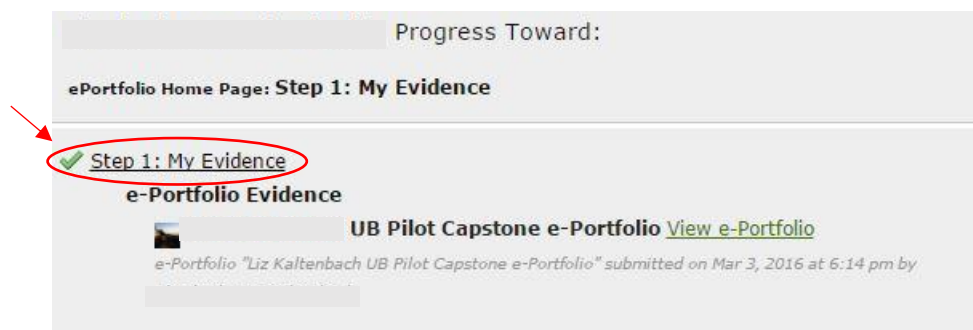 Progress Toward:
ePortfolio Home Page: Step 1: My Evidence
Step 1: My Evidence
e-Portfolio Evidence
UB Pilot Capstone e-Portfolio View e-Portfolio
e-Portfolio "Liz Kaltenbach UB Pilot Capstone e-Portfolio" submitted on Mar 3, 2016 at 6:14 pm by